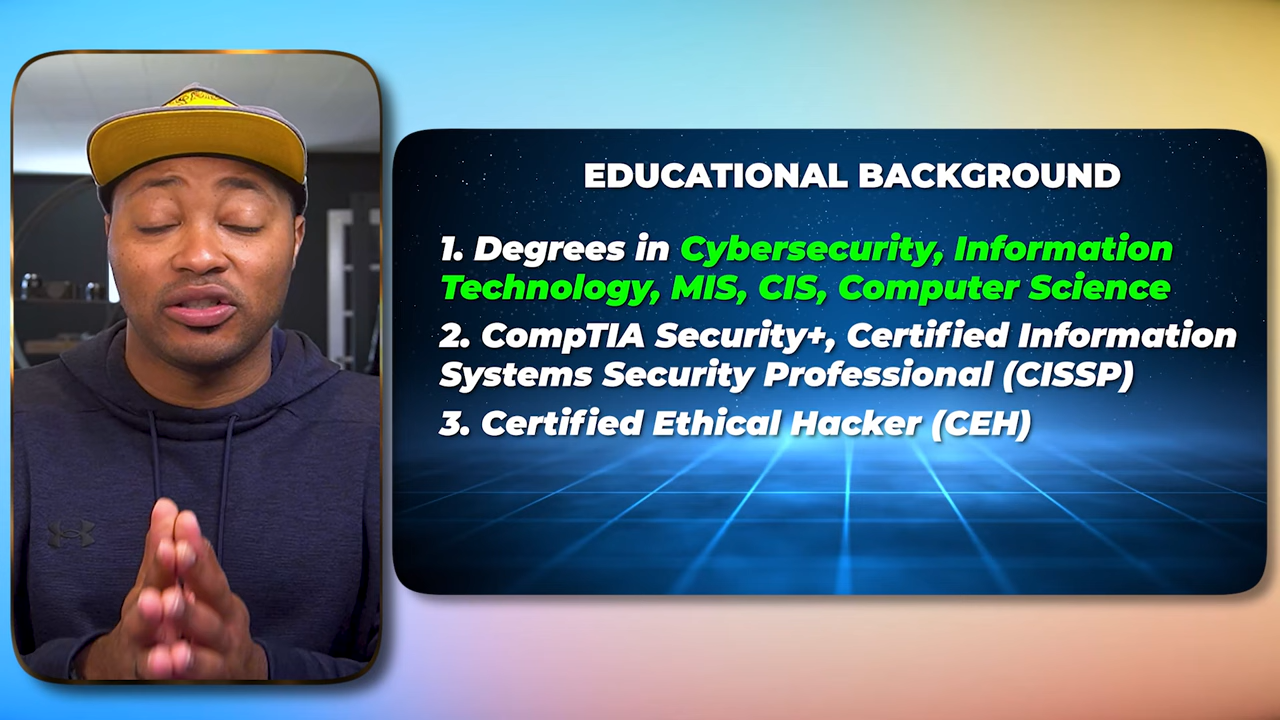 EDUCATIONAL BACKGROUND
1. Degrees in Cybersecurity, Information
Technology, MIS, CIS, Computer Science
2. CompTIA Security+, Certified Information
Systems Security Professional (CISSP)
3. Certified Ethical Hacker (CEH)